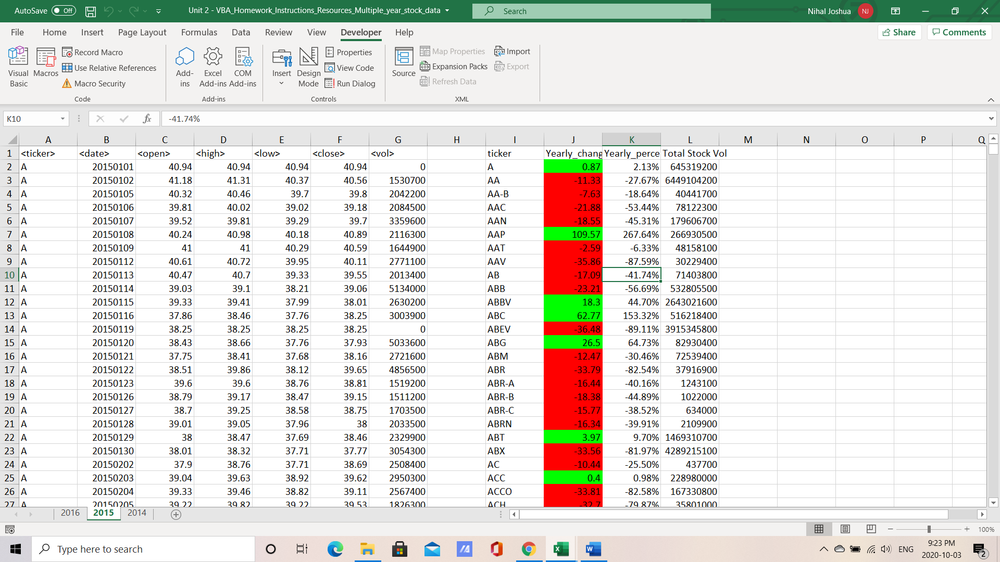 AutoSave Off Unit 2 - VBA_Homework_Instructions_Resources_Multiple_year_stock_data Search Nihal Joshua NJ
File Home Insert Page Layout Formulas Data Review View Developer Help Share Comments
Visual Basic Macros Record Macro Use Relative References Macro Security
Add-ins Excel Add-ins COM Add-ins
Insert Design Mode Properties View Code Run Dialog
Source Map Properties Expansion Packs Refresh Data Import Export
Code Add-ins Controls XML
K10 fx -41.74%
A B C D E F G H I J K L M N O P Q
1 <ticker> <date> <open> <high> <low> <close> <vol> ticker Yearly_chang Yearly_perce Total Stock Vol
2 A 20150101 40.94 40.94 40.94 40.94 0 A 0.87 2.13% 645319200
3 A 20150102 41.18 41.31 40.37 40.56 1530700 AA -11.33 -27.67% 6449104200
4 A 20150105 40.32 40.46 39.7 39.8 2042200 AA-B -7.63 -18.64% 40441700
5 A 20150106 39.81 40.02 39.02 39.18 2084500 AAC -21.88 -53.44% 78122300
6 A 20150107 39.52 39.81 39.29 39.7 3359600 AAN -18.55 -45.31% 179606700
7 A 20150108 40.24 40.98 40.18 40.89 2116300 AAP 109.57 267.64% 266930500
8 A 20150109 41 41 40.29 40.59 1644900 AAT -2.59 -6.33% 48158100
9 A 20150112 40.61 40.72 39.95 40.11 2771100 AAV -35.86 -87.59% 30229400
10 A 20150113 40.47 40.7 39.33 39.55 2013400 AB -17.09 -41.74% 71403800
11 A 20150114 39.03 39.1 38.21 39.06 5134000 ABB -23.21 -56.69% 532805500
12 A 20150115 39.33 39.41 37.99 38.01 2630200 ABBV 18.3 44.70% 2643021600
13 A 20150116 37.86 38.46 37.76 38.25 3003900 ABC 62.77 153.32% 516218400
14 A 20150119 38.25 38.25 38.25 38.25 0 ABEV -36.48 -89.11% 3915345800
15 A 20150120 38.43 38.66 37.76 37.93 5033600 ABG 26.5 64.73% 82930400
16 A 20150121 37.75 38.41 37.68 38.16 2721600 ABM -12.47 -30.46% 72539400
17 A 20150122 38.51 39.86 38.12 39.65 4856500 ABR -33.79 -82.54% 37916900
18 A 20150123 39.6 39.6 38.76 38.81 1519200 ABR-A -16.44 -40.16% 1243100
19 A 20150126 38.79 39.17 38.47 39.15 1511200 ABR-B -18.38 -44.89% 1022000
20 A 20150127 38.7 39.25 38.58 38.75 1703500 ABR-C -15.77 -38.52% 634000
21 A 20150128 39.01 39.05 37.96 38 2033500 ABRN -16.34 -39.91% 2109900
22 A 20150129 38 38.47 37.69 38.46 2329900 ABT 3.97 9.70% 1469310700
23 A 20150130 38.01 38.32 37.71 37.77 3054300 ABX -33.56 -81.97% 4289215100
24 A 20150202 37.9 38.76 37.71 38.69 2508400 AC -10.44 -25.50% 437700
25 A 20150203 39.04 39.63 38.92 39.62 2950300 ACC 0.4 0.98% 228980000
26 A 20150204 39.33 39.46 38.82 39.11 2567400 ACCO -33.81 -82.58% 167330800
27 A 20150205 39.22 39.82 39.22 39.53 1826300 ACH -32.7 -79.87% 35801000
2016 2015 2014
100%
Type here to search ENG 9:23 PM
2020-10-03 2